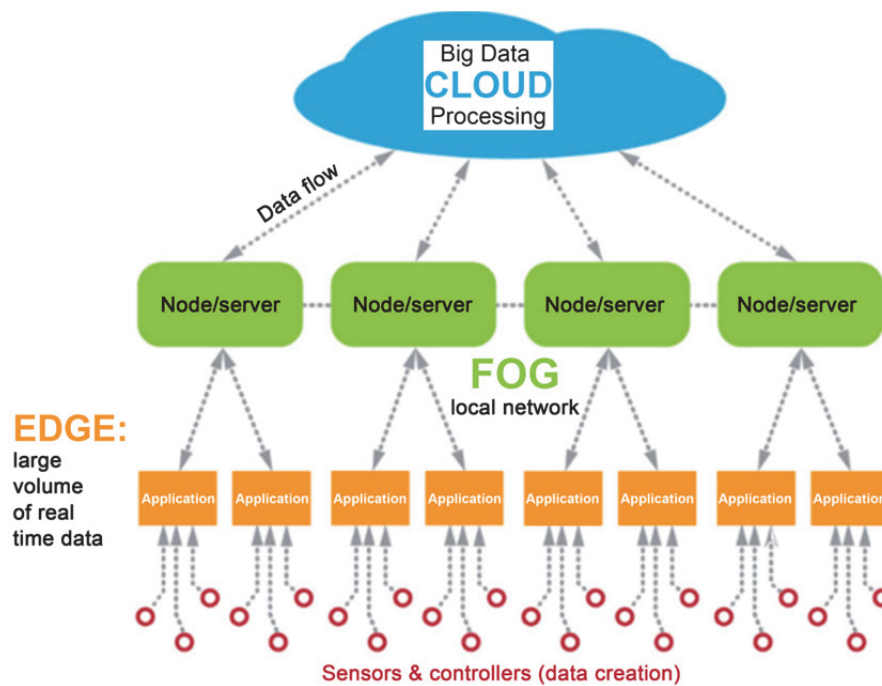 Big Data
CLOUD
Processing
Data flow
Node/server
Node/server
Node/server
Node/server
FOG
local network
EDGE:
large
volume
of real
time data
Application
Application
Application
Application
Application
Application
Application
Application
Sensors & controllers (data creation)